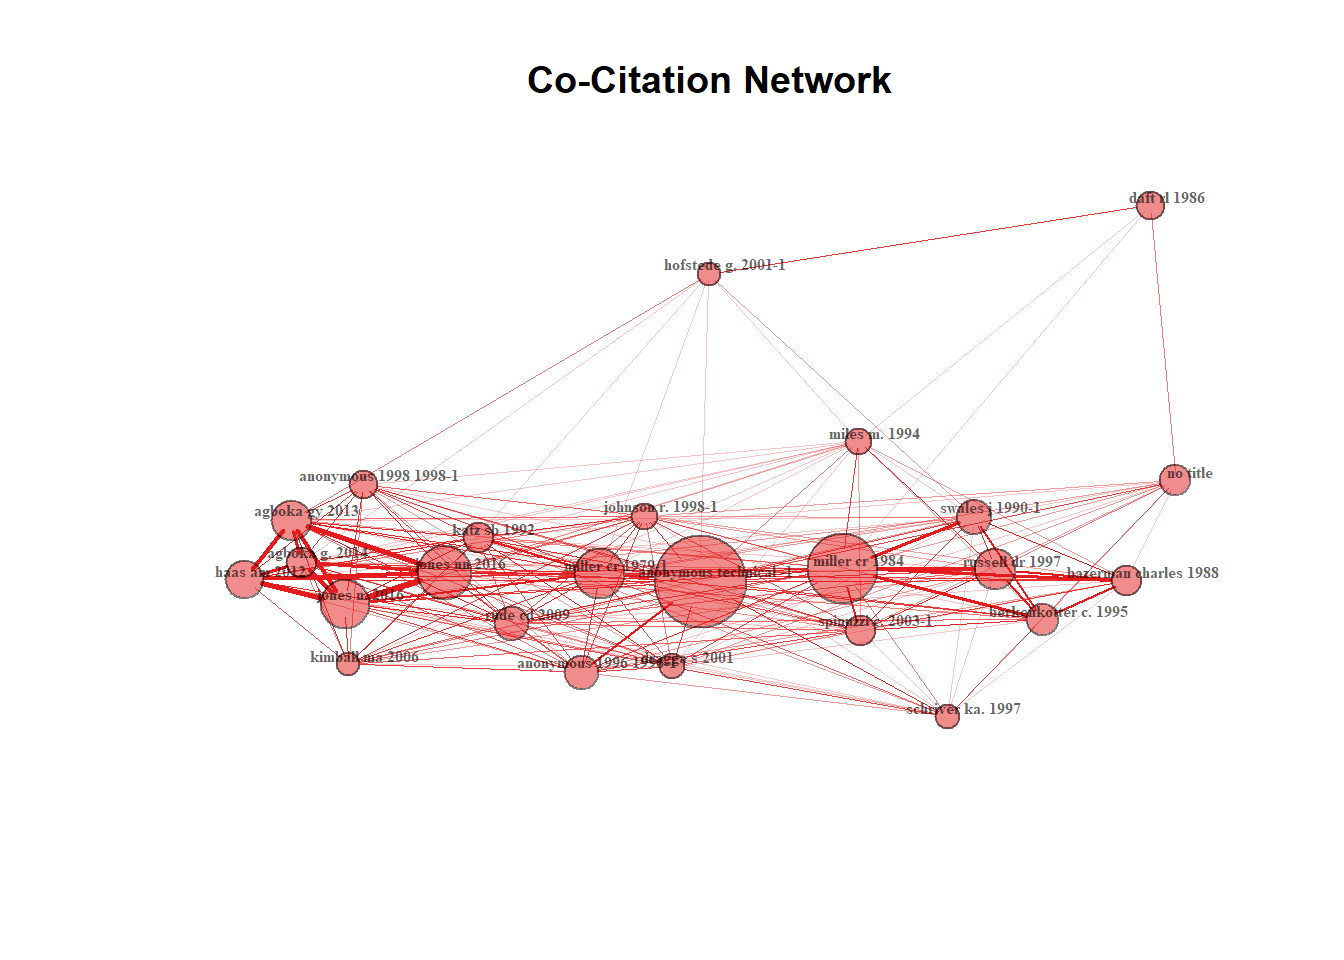 Co-Citation Network
daft rl 1986
hofstede g. 2001-1
miles m. 1994
no title
anonymous 1998 1998-1
agboka gy 2013
johnson r. 1998-1
swales j 1990-1
katz sb 1992
agboka g. 2014
haas am 2012
jones nn 2016
miller cr 1979-1
anonymous technical -1
miller cr 1984
russell dr 1997
bazerman charles 1988
jones n 2016
rude cd 2009
spinuzzi c. 2003-1
berkenkotter c. 1995
kimball ma 2006
anonymous 1996 1996-1
dragga s 2001
schriver ka. 1997